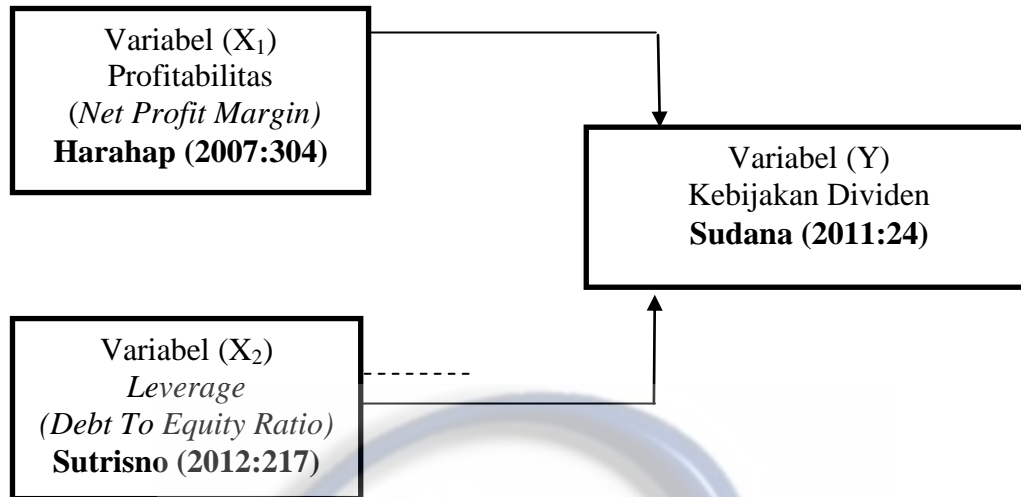 Variabel (X₁)
Profitabilitas
(Net Profit Margin)
Harahap (2007:304)
Variabel (Y)
Kebijakan Dividen
Sudana (2011:24)
Variabel (X₂)
Leverage
(Debt To Equity Ratio)
Sutrisno (2012:217)